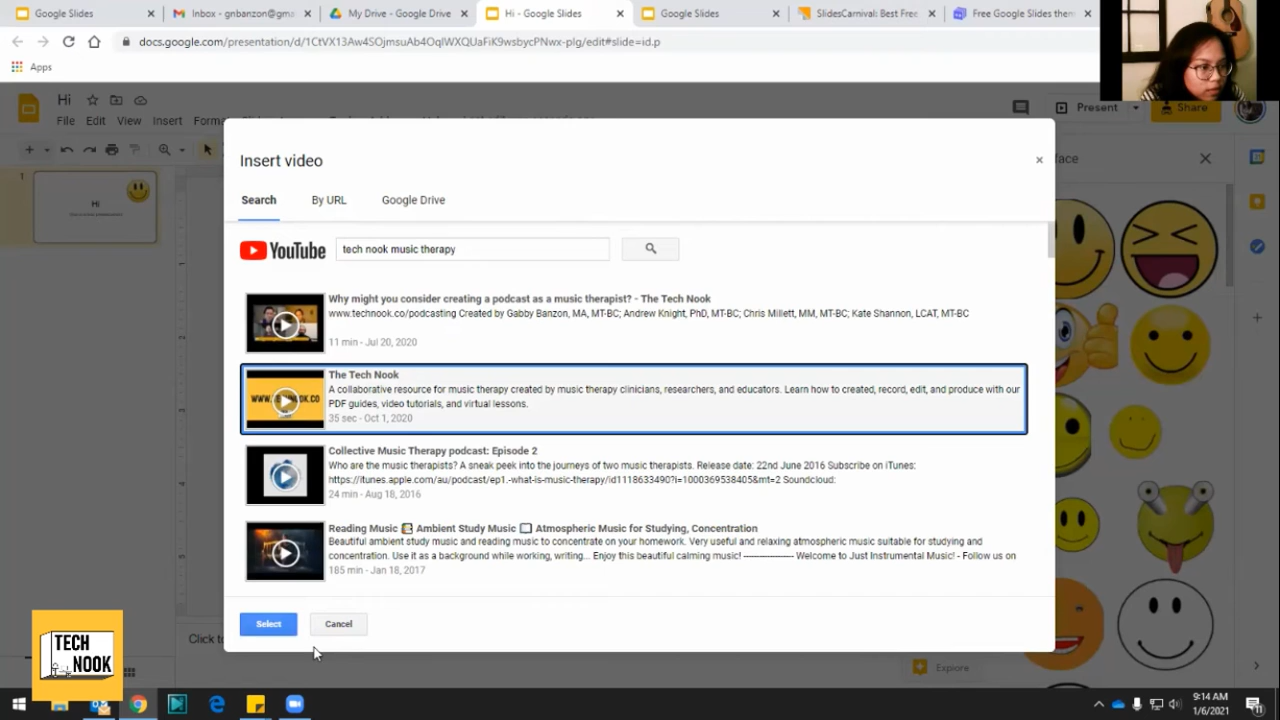 Google Slides
Inbox - gnbanzon@gma
My Drive - Google Drive
Hi - Google Slides
Google Slides
SlidesCarnival: Best Free
Free Google Slides them
docs.google.com/presentation/d/1CtVX13Aw4SOjmsuAb4OqIWXQUaFiK9wsbycPNwx-plg/edit#slide=id.p
Apps
Hi
File Edit View Insert Forma
Present
Share
face
1
Hi
Insert video
Search By URL Google Drive
YouTube tech nook music therapy
Why might you consider creating a podcast as a music therapist? - The Tech Nook
www.technook.co/podcasting Created by Gabby Banzon, MA, MT-BC; Andrew Knight, PhD, MT-BC; Chris Millett, MM, MT-BC; Kate Shannon, LCAT, MT-BC
11 min - Jul 20, 2020
The Tech Nook
A collaborative resource for music therapy created by music therapy clinicians, researchers, and educators. Learn how to created, record, edit, and produce with our
PDF guides, video tutorials, and virtual lessons.
35 sec - Oct 1, 2020
Collective Music Therapy podcast: Episode 2
Who are the music therapists? A sneak peek into the journeys of two music therapists. Release date: 22nd June 2016 Subscribe on iTunes:
https://itunes.apple.com/au/podcast/ep1.-what-is-music-therapy/id1118633490?i=1000369538405&mt=2 Soundcloud:
24 min - Aug 18, 2016
Reading Music Ambient Study Music Atmospheric Music for Studying, Concentration
Beautiful ambient study music and reading music to concentrate on your homework. Very useful and relaxing atmospheric music suitable for studying and
concentration. Use it as a background while working, writing... Enjoy this beautiful calming music! ---------------- Welcome to Just Instrumental Music! - Follow us on
185 min - Jan 18, 2017
Select Cancel
Click to
Explore
TECH
NOOK
9:14 AM
1/6/2021